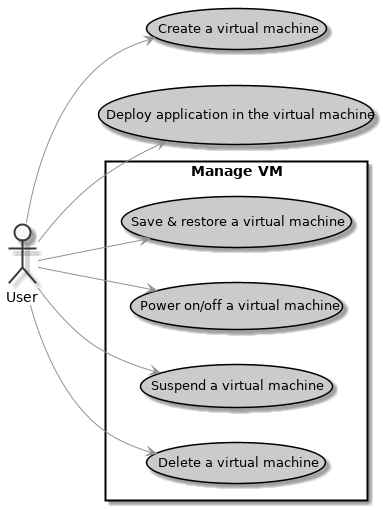 Create a virtual machine
Deploy application in the virtual machine
Manage VM
Save & restore a virtual machine
Power on/off a virtual machine
User
Suspend a virtual machine
Delete a virtual machine